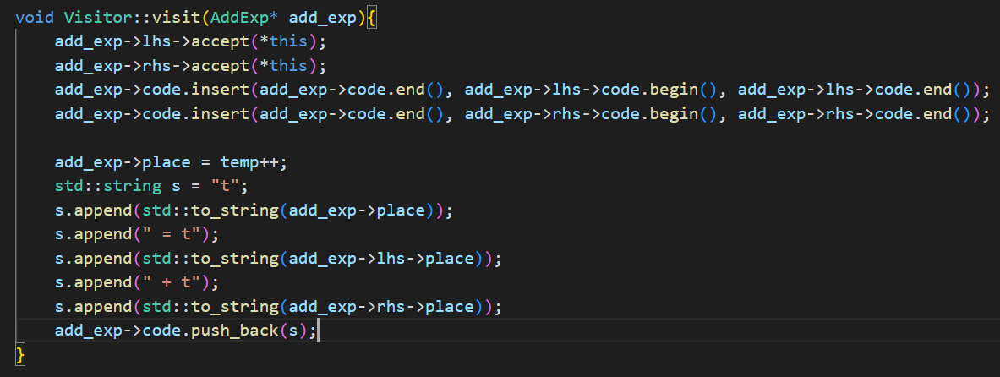 void Visitor::visit(AddExp* add_exp){
    add_exp->lhs->accept(*this);
    add_exp->rhs->accept(*this);
    add_exp->code.insert(add_exp->code.end(), add_exp->lhs->code.begin(), add_exp->lhs->code.end());
    add_exp->code.insert(add_exp->code.end(), add_exp->rhs->code.begin(), add_exp->rhs->code.end());

    add_exp->place = temp++;
    std::string s = "t";
    s.append(std::to_string(add_exp->place));
    s.append(" = t");
    s.append(std::to_string(add_exp->lhs->place));
    s.append(" + t");
    s.append(std::to_string(add_exp->rhs->place));
    add_exp->code.push_back(s);
}